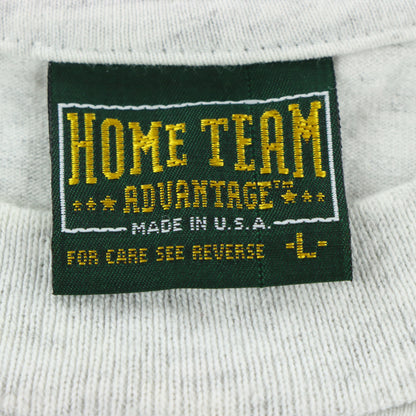 HOME TEAM
ADVANTAGE™
MADE IN U.S.A.
FOR CARE SEE REVERSE -L-